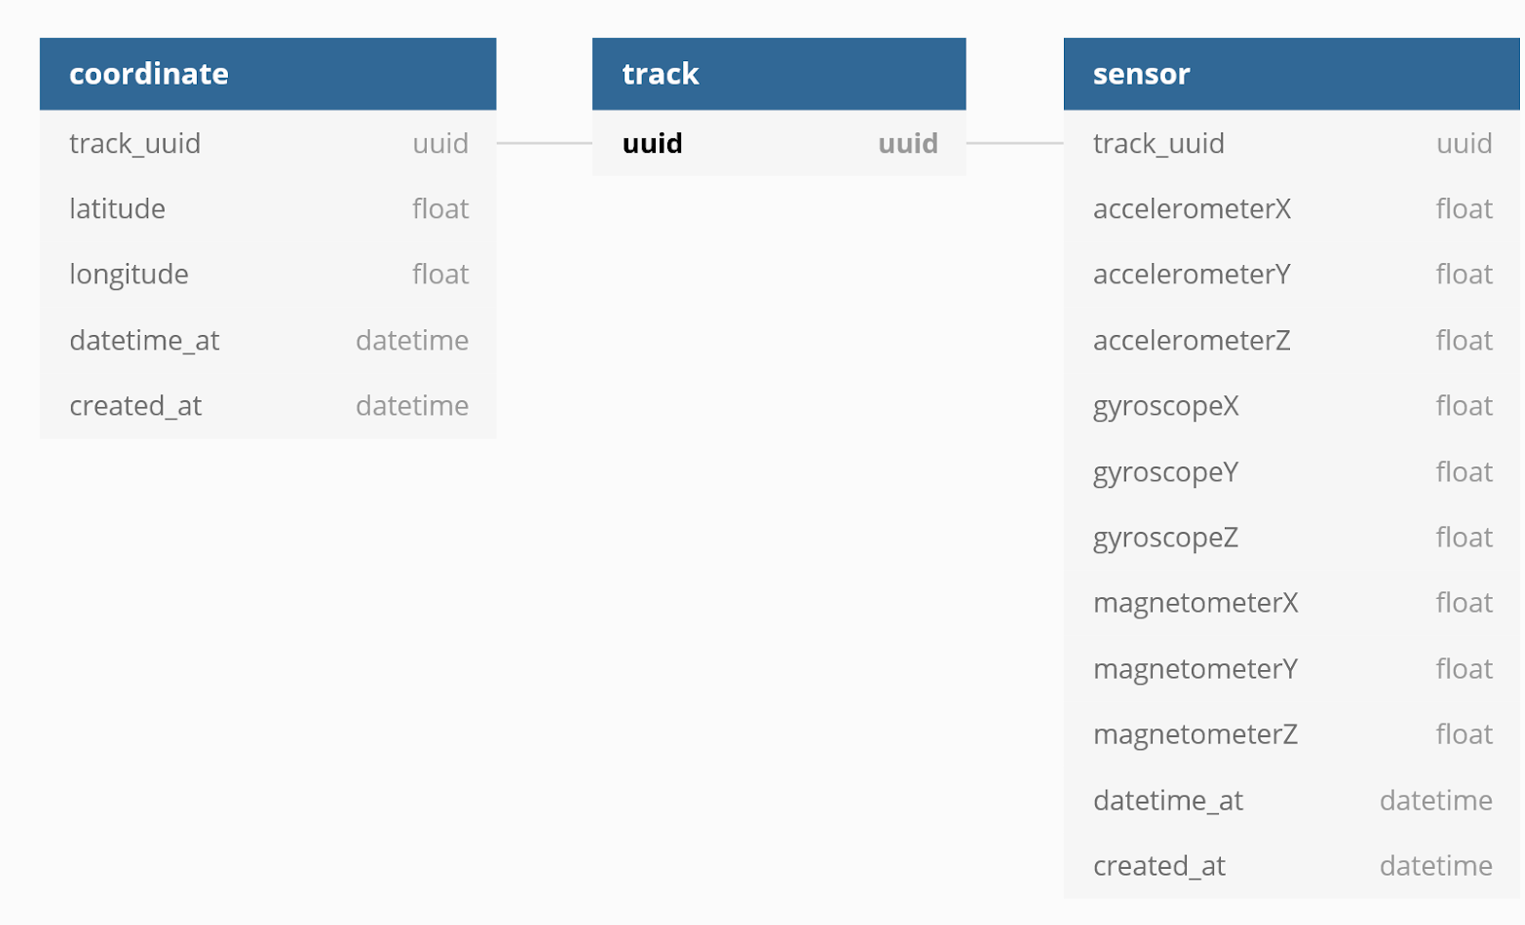 coordinate
track_uuid uuid
latitude float
longitude float
datetime_at datetime
created_at datetime
track
uuid uuid
sensor
track_uuid uuid
accelerometerX float
accelerometerY float
accelerometerZ float
gyroscopeX float
gyroscopeY float
gyroscopeZ float
magnetometerX float
magnetometerY float
magnetometerZ float
datetime_at datetime
created_at datetime